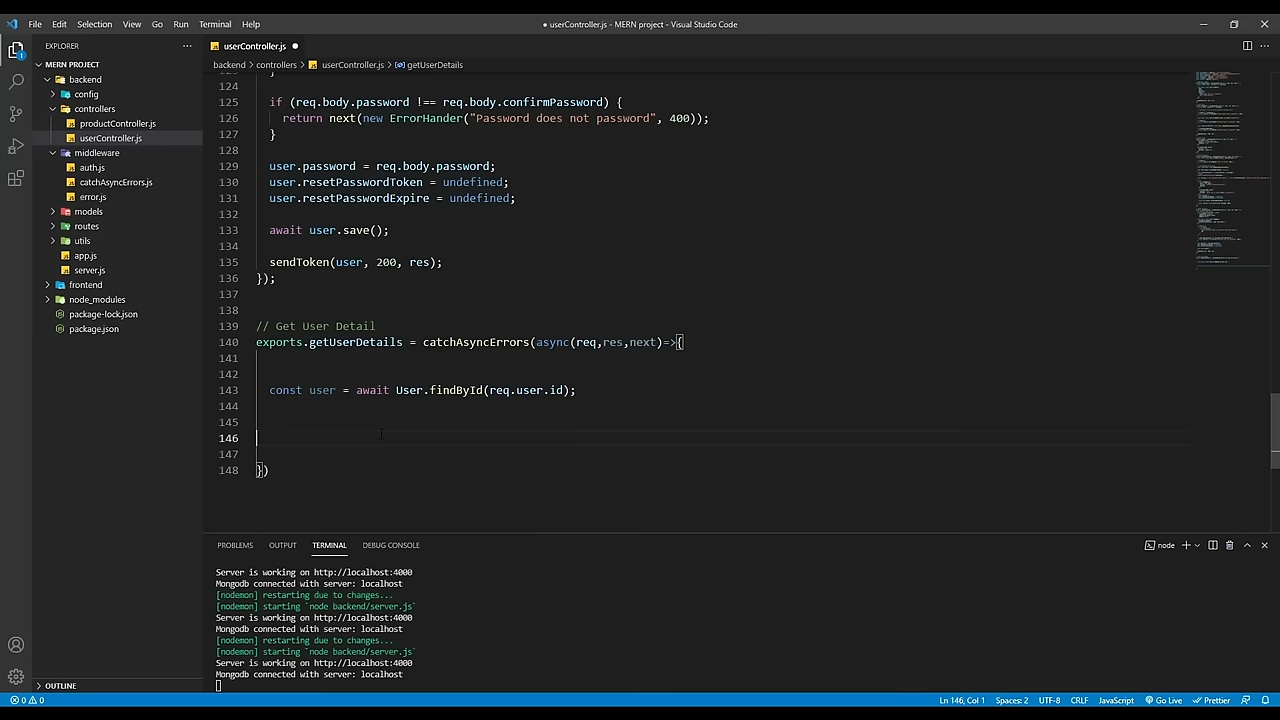 File Edit Selection View Go Run Terminal Help
● userController.js - MERN project - Visual Studio Code
EXPLORER
MERN PROJECT
backend
config
controllers
productController.js
userController.js
middleware
auth.js
catchAsyncErrors.js
error.js
models
routes
utils
app.js
server.js
frontend
node_modules
package-lock.json
package.json
OUTLINE
1
JS userController.js ●
backend > controllers > JS userController.js > getUserDetails
123 }
124
125 if (req.body.password !== req.body.confirmPassword) {
126 return next(new ErrorHander("Password does not password", 400));
127 }
128
129 user.password = req.body.password.
130 user.resetPasswordToken = undefined;
131 user.resetPasswordExpire = undefined;
132
133 await user.save();
134
135 sendToken(user, 200, res);
136 });
137
138
139 // Get User Detail
140 exports.getUserDetails = catchAsyncErrors(async(req,res,next)=>{
141
142
143 const user = await User.findById(req.user.id);
144
145
146
147
148 })
PROBLEMS OUTPUT TERMINAL DEBUG CONSOLE
node
Server is working on http://localhost:4000
Mongodb connected with server: localhost
[nodemon] restarting due to changes...
[nodemon] starting `node backend/server.js`
Server is working on http://localhost:4000
Mongodb connected with server: localhost
[nodemon] restarting due to changes...
[nodemon] starting `node backend/server.js`
Server is working on http://localhost:4000
Mongodb connected with server: localhost
0 0
Ln 146, Col 1 Spaces: 2 UTF-8 CRLF JavaScript Go Live Prettier